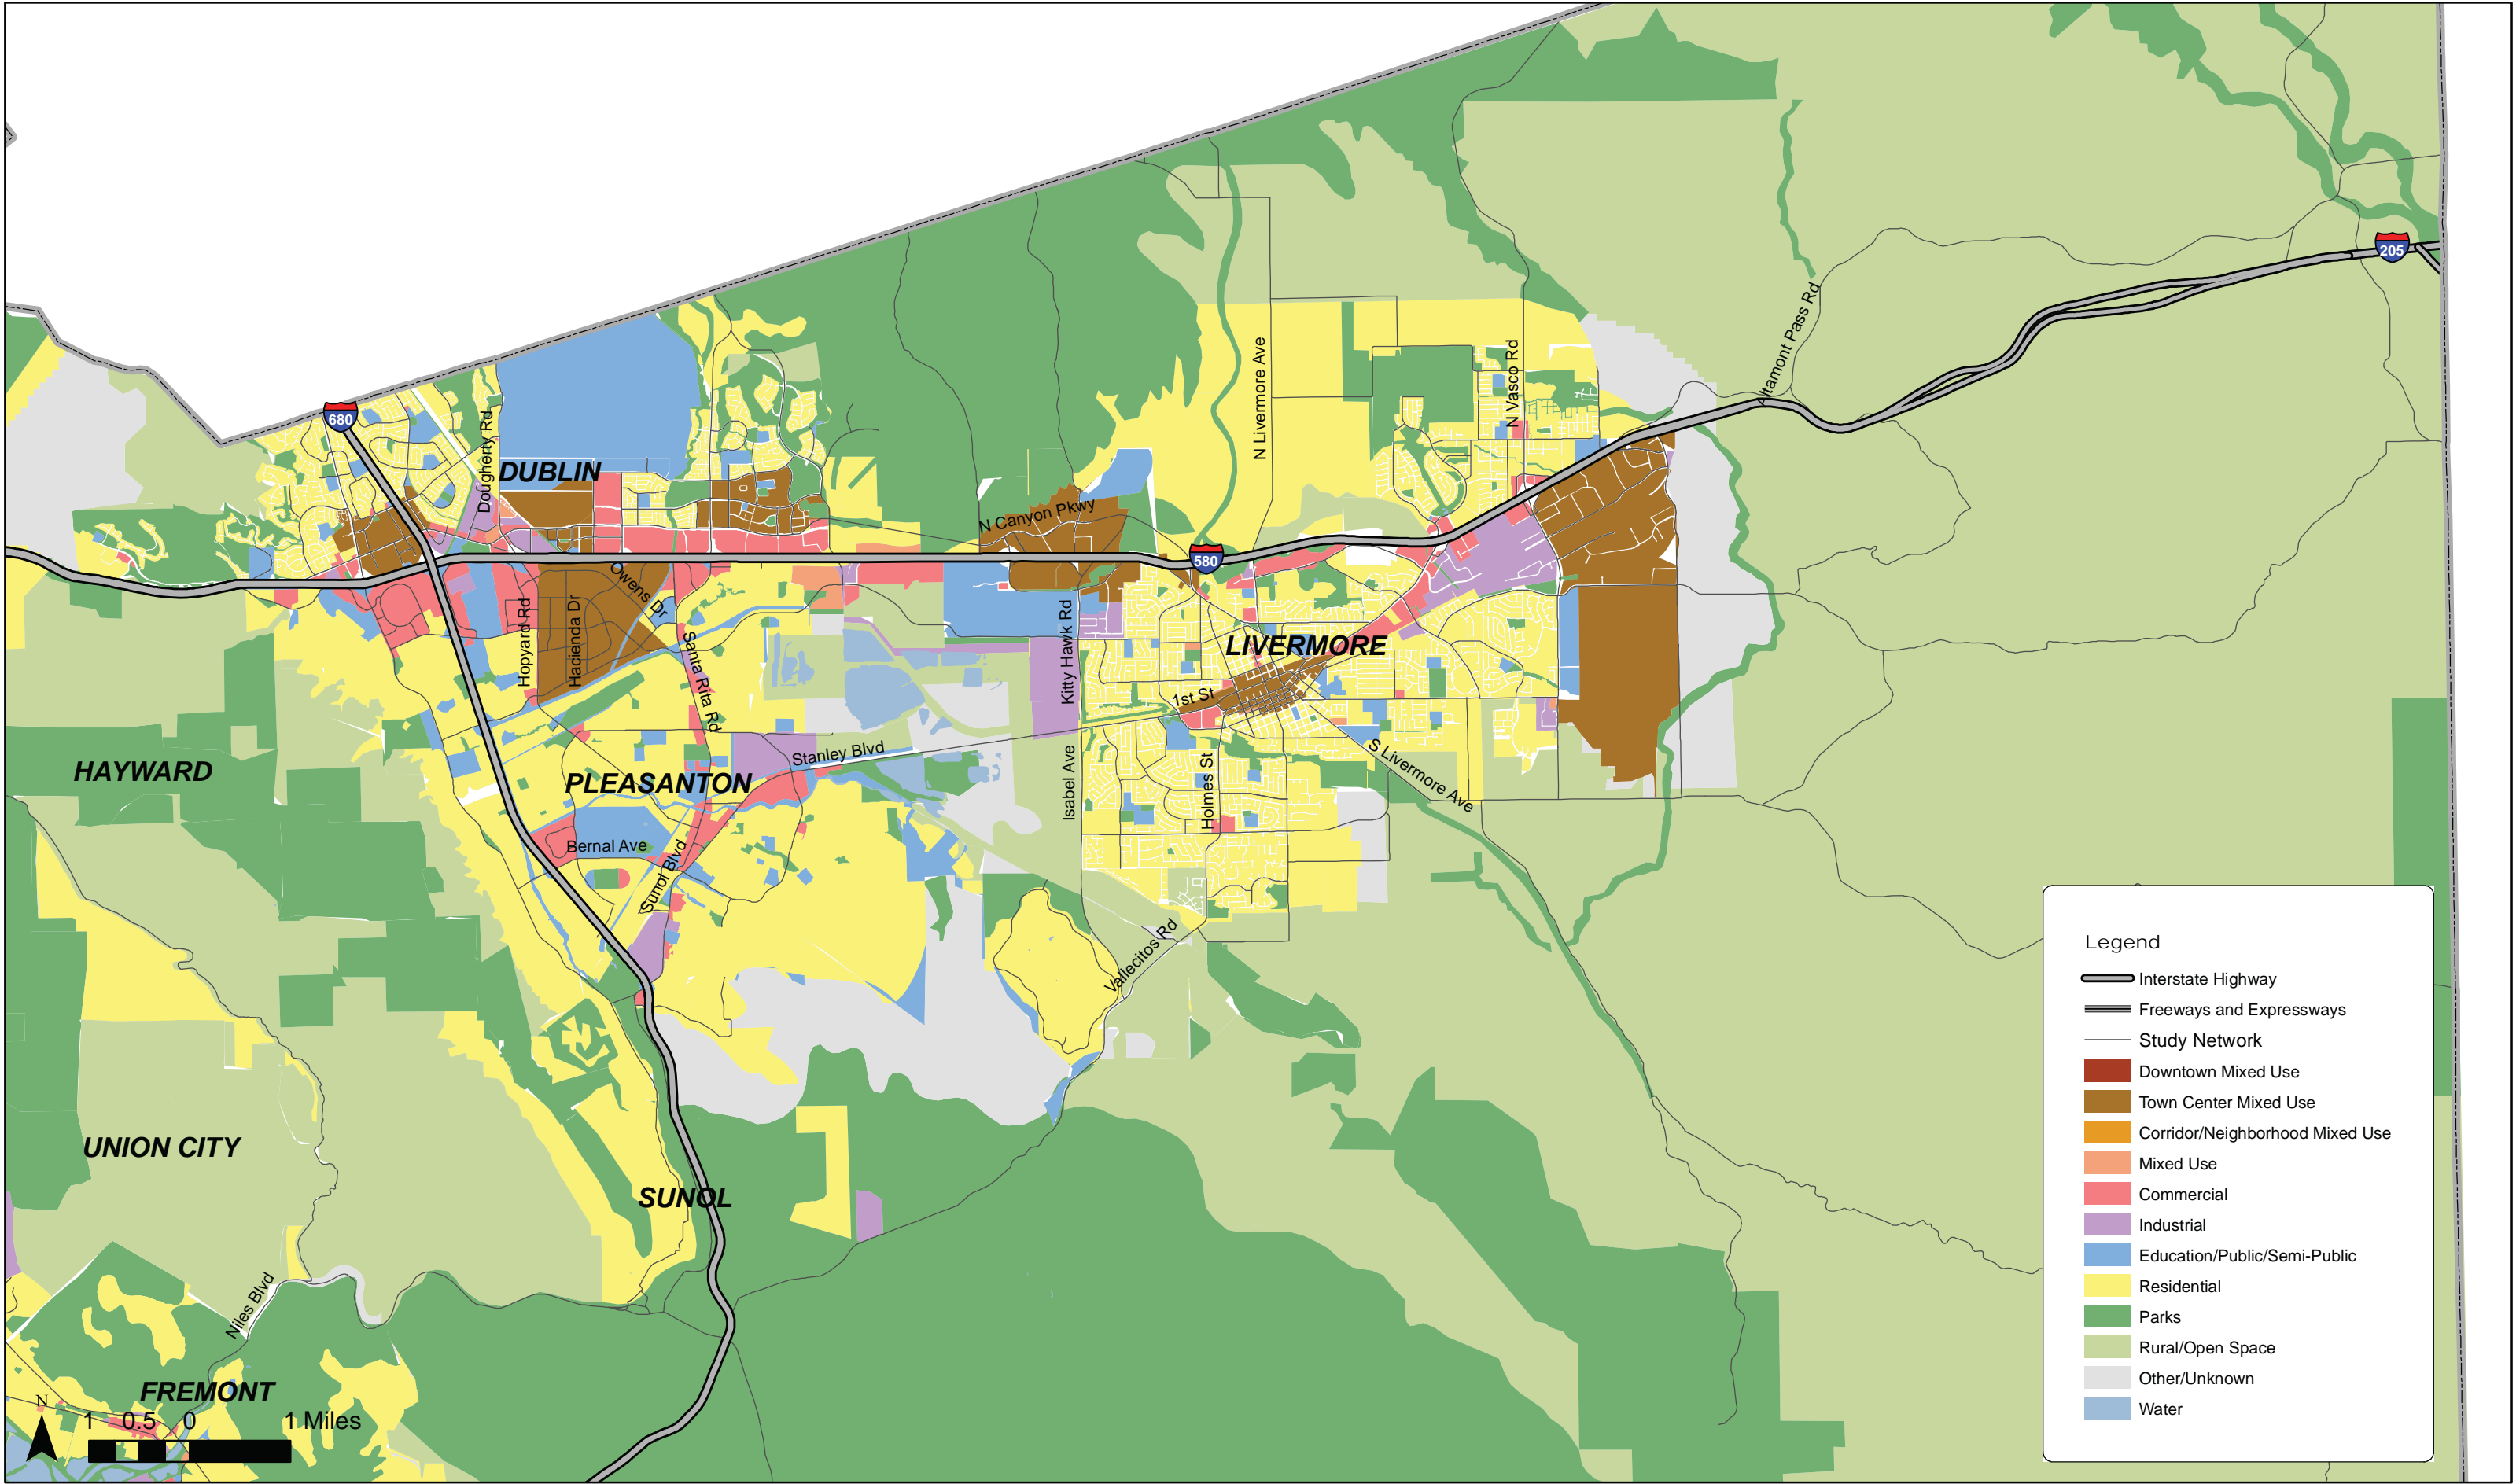 205
Altamont Pass Rd
N Livermore Ave
N Vasco Rd
680
Dougherty Rd
DUBLIN
N Canyon Pkwy
580
Owens Dr
Hopyard Rd
Hacienda Dr
Santa Rita Rd
Kitty Hawk Rd
LIVERMORE
1st St
Stanley Blvd
HAYWARD
PLEASANTON
Isabel Ave
Holmes St
S Livermore Ave
Bernal Ave
Sunol Blvd
Vallecitos Rd
UNION CITY
SUNOL
Niles Blvd
FREMONT
N
1 0.5 0 1 Miles
Legend
Interstate Highway
Freeways and Expressways
Study Network
Downtown Mixed Use
Town Center Mixed Use
Corridor/Neighborhood Mixed Use
Mixed Use
Commercial
Industrial
Education/Public/Semi-Public
Residential
Parks
Rural/Open Space
Other/Unknown
Water